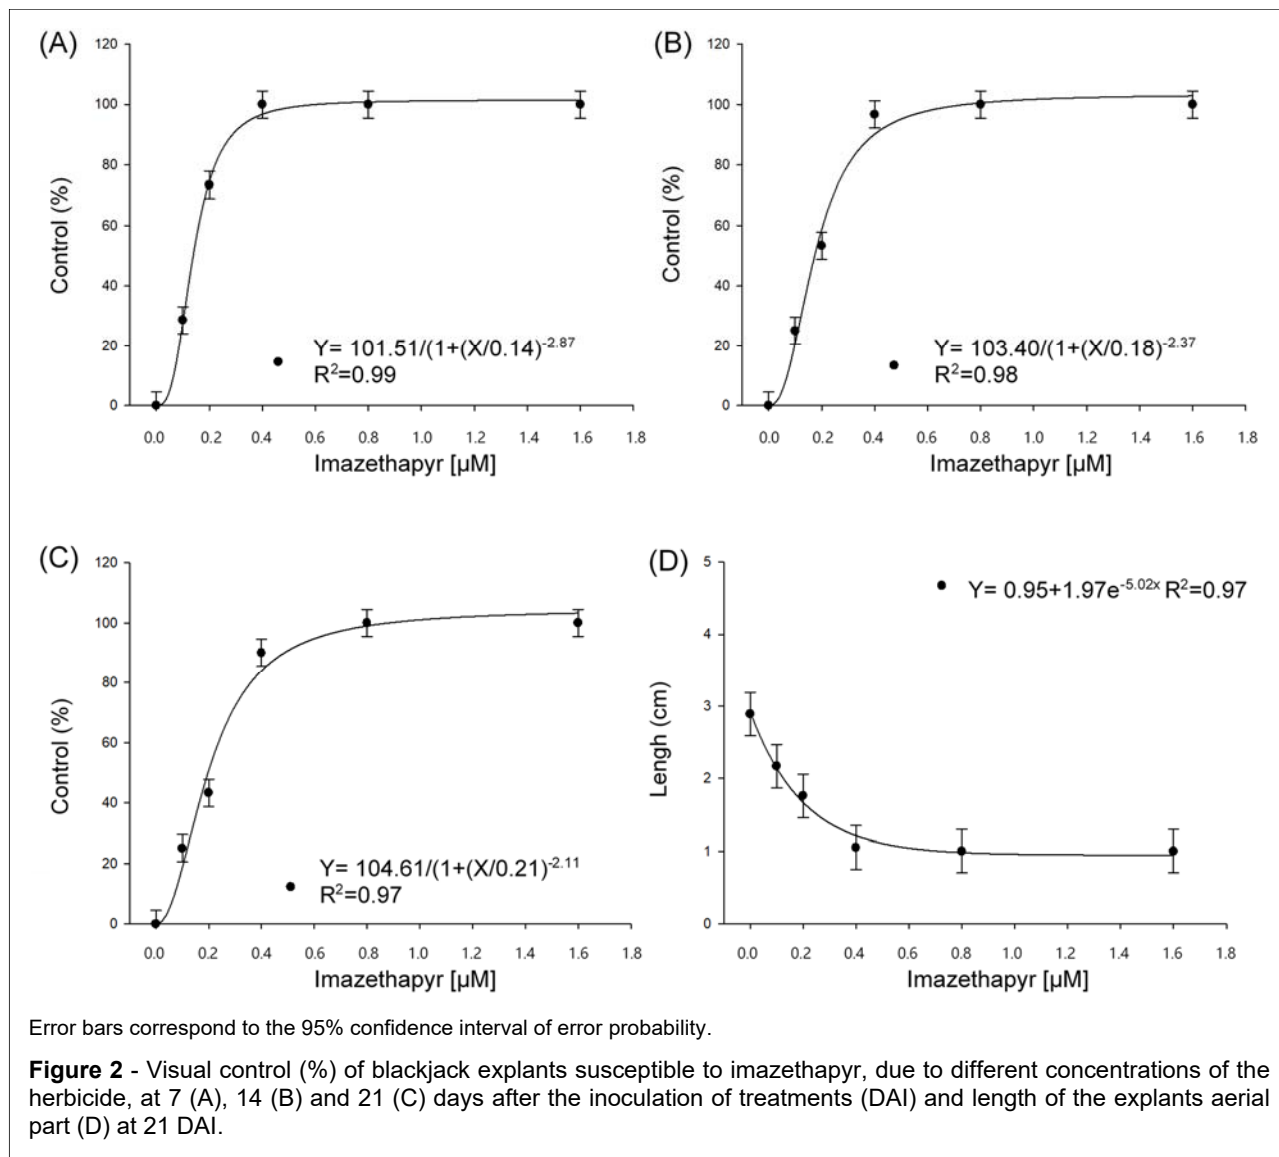 (A)
120
100
80
60
40
20
0
Control (%)
Y= 101.51/(1+(X/0.14)^-2.87
R²=0.99
0.0 0.2 0.4 0.6 0.8 1.0 1.2 1.4 1.6 1.8
Imazethapyr [µM]
(B)
120
100
80
60
40
20
0
Control (%)
Y= 103.40/(1+(X/0.18)^-2.37
R²=0.98
0.0 0.2 0.4 0.6 0.8 1.0 1.2 1.4 1.6 1.8
Imazethapyr [µM]
(C)
120
100
80
60
40
20
0
Control (%)
Y= 104.61/(1+(X/0.21)^-2.11
R²=0.97
0.0 0.2 0.4 0.6 0.8 1.0 1.2 1.4 1.6 1.8
Imazethapyr [µM]
(D)
5
4
3
2
1
0
Lengh (cm)
Y= 0.95+1.97e^-5.02x R²=0.97
0.0 0.2 0.4 0.6 0.8 1.0 1.2 1.4 1.6 1.8
Imazethapyr [µM]
Error bars correspond to the 95% confidence interval of error probability.
Figure 2 - Visual control (%) of blackjack explants susceptible to imazethapyr, due to different concentrations of the
herbicide, at 7 (A), 14 (B) and 21 (C) days after the inoculation of treatments (DAI) and length of the explants aerial
part (D) at 21 DAI.